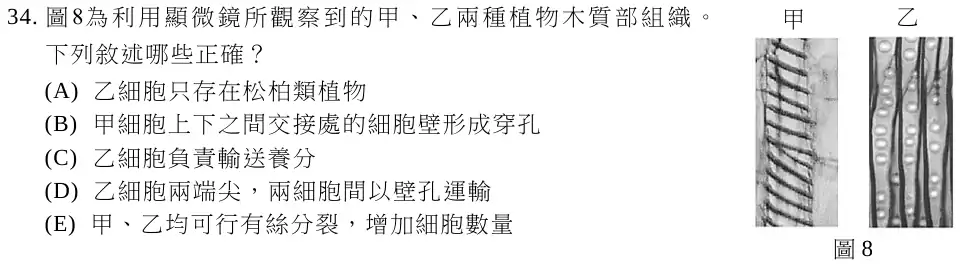 34. 圖8為利用顯微鏡所觀察到的甲、乙兩種植物木質部組織。
下列敘述哪些正確？
(A) 乙細胞只存在松柏類植物
(B) 甲細胞上下之間交接處的細胞壁形成穿孔
(C) 乙細胞負責輸送養分
(D) 乙細胞兩端尖，兩細胞間以壁孔運輸
(E) 甲、乙均可行有絲分裂，增加細胞數量
甲 乙
圖 8